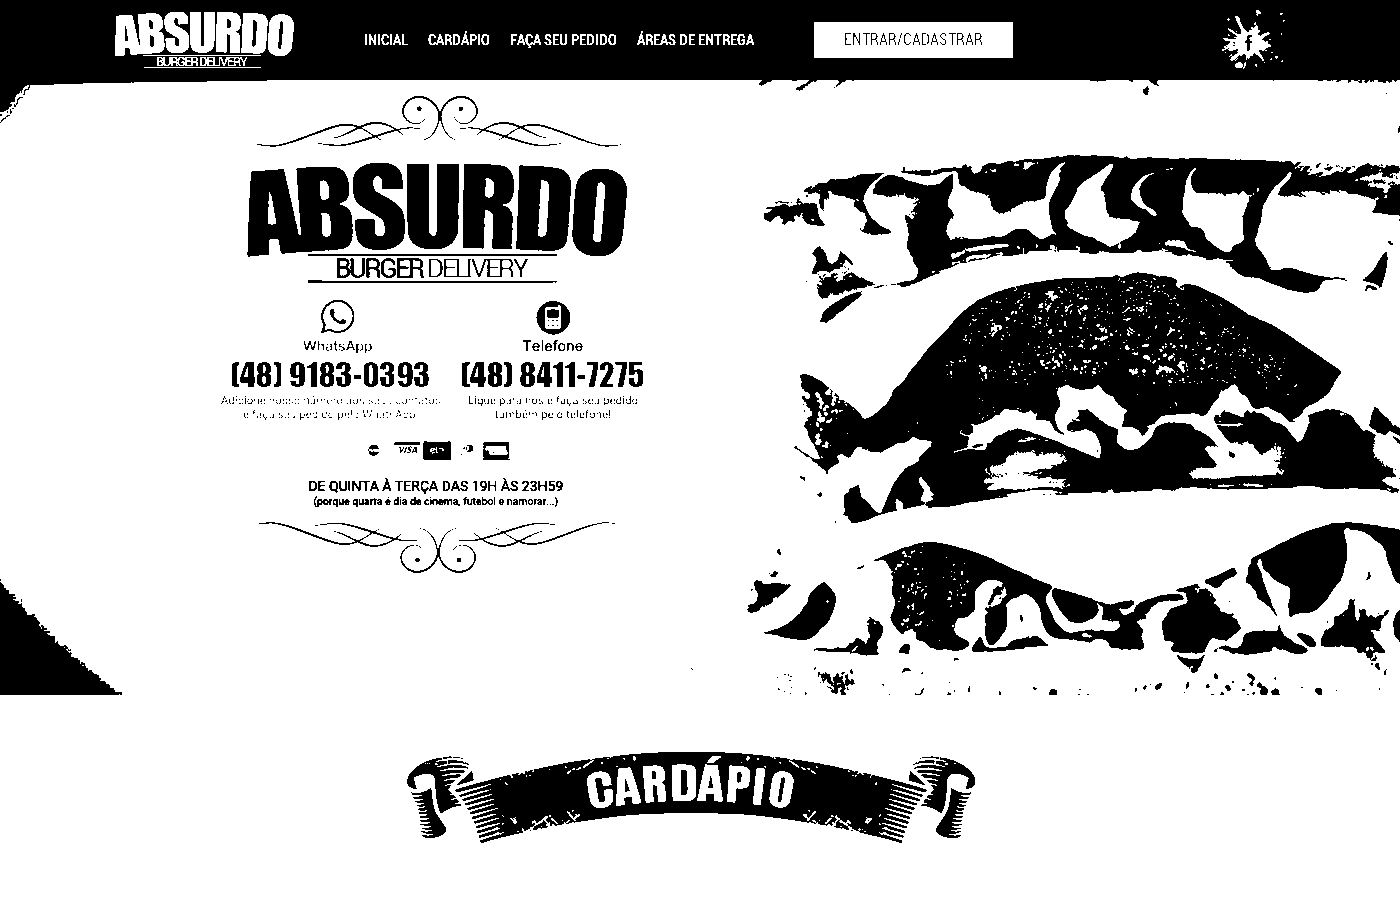 ABSURDO
BURGER DELIVERY
INICIAL CARDÁPIO FAÇA SEU PEDIDO ÁREAS DE ENTREGA ENTRAR/CADASTRAR
f
ABSURDO
BURGER DELIVERY
WhatsApp Telefone
(48) 9183-0393 (48) 8411-7275
Adicione nosso número aos seus contatos Ligue para nós e faça seu pedido
e faça seu pedido pelo WhatsApp também pelo telefone!
VISA elo
DE QUINTA À TERÇA DAS 19H ÀS 23H59
(porque quarta é dia de cinema, futebol e namorar...)
CARDÁPIO